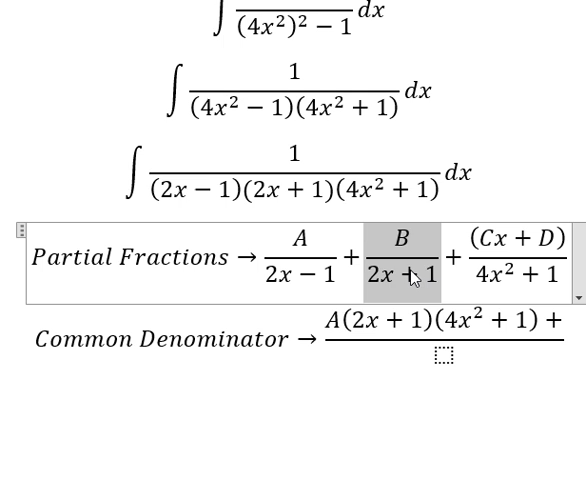 ∫ ───/((4x²)² − 1) dx
∫ 1/((4x² − 1)(4x² + 1)) dx
∫ 1/((2x − 1)(2x + 1)(4x² + 1)) dx
Partial Fractions → A/(2x − 1) + B/(2x + 1) + (Cx + D)/(4x² + 1)
Common Denominator → A(2x + 1)(4x² + 1) +